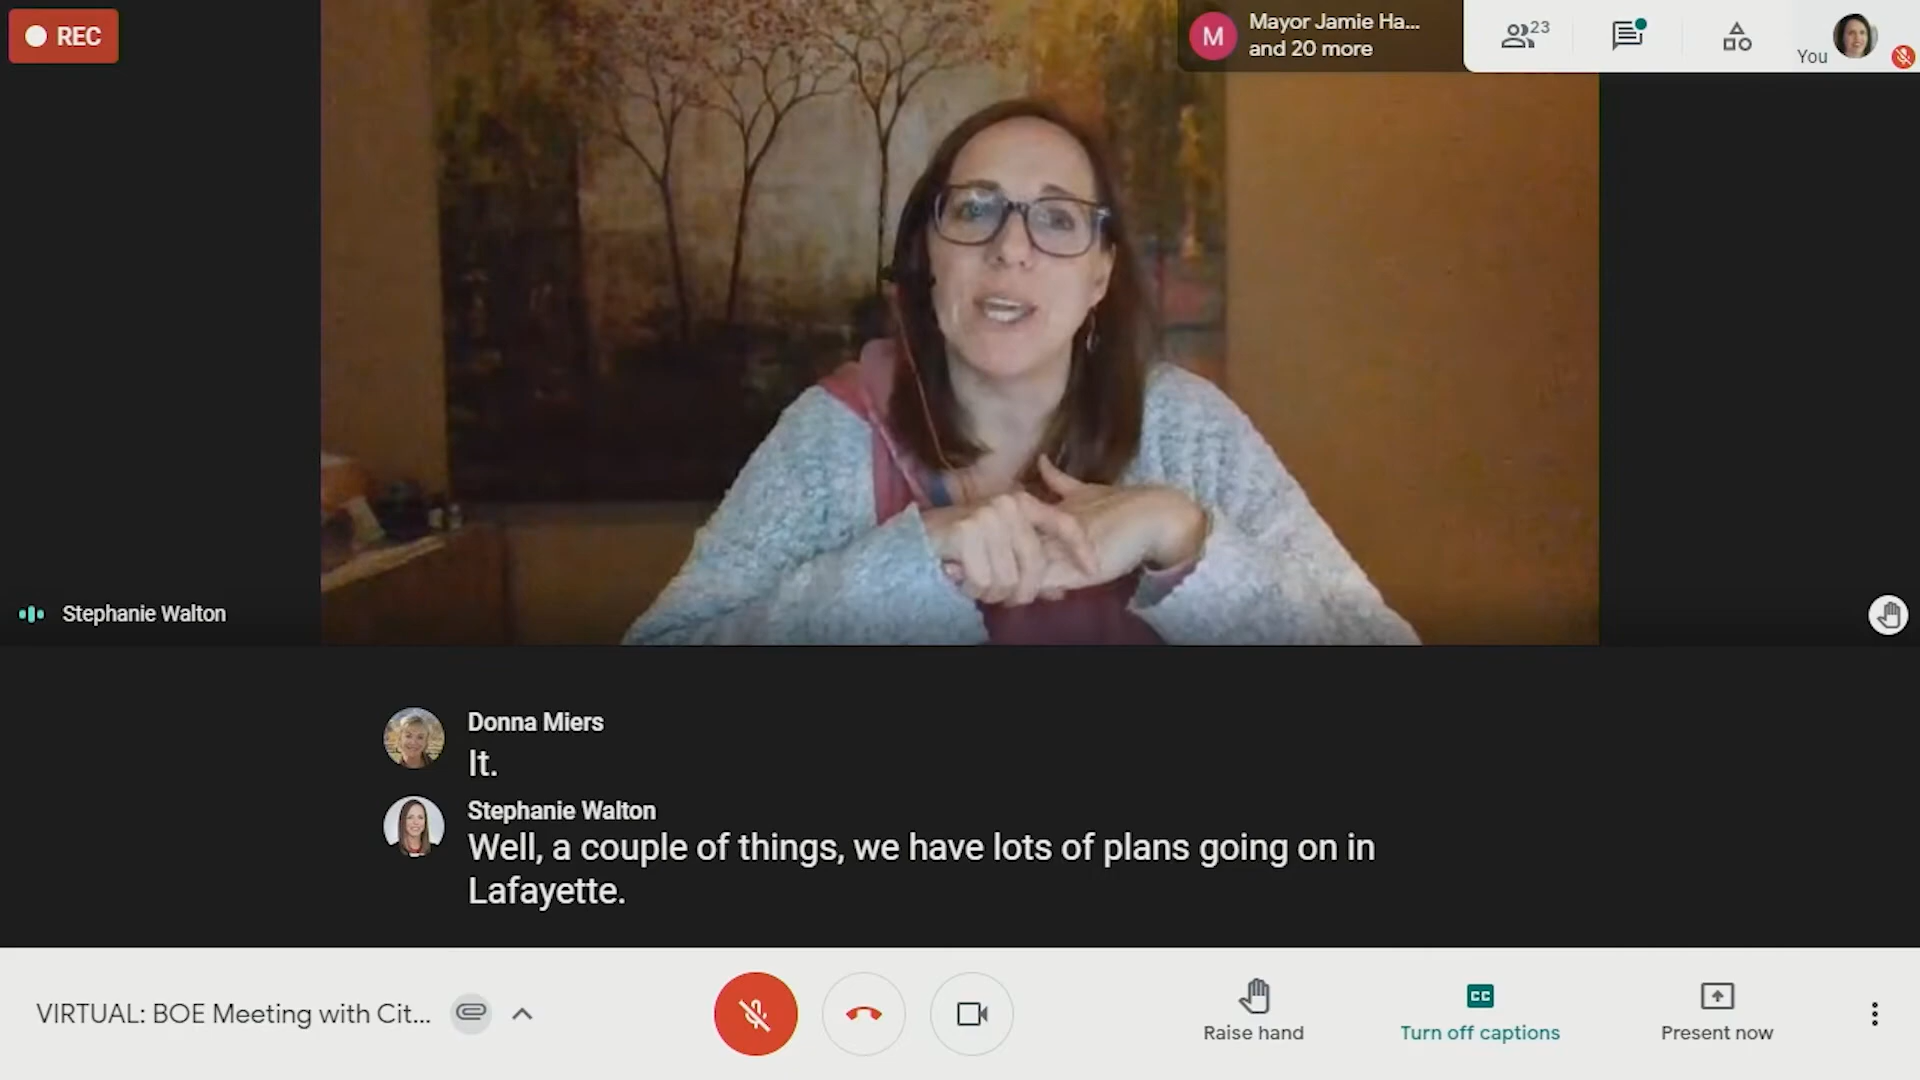 REC
Mayor Jamie Ha...
M
and 20 more
23
You
Stephanie Walton
Donna Miers
It.
Stephanie Walton
Well, a couple of things, we have lots of plans going on in
Lafayette.
VIRTUAL: BOE Meeting with Cit...
Raise hand
CC
Turn off captions
Present now